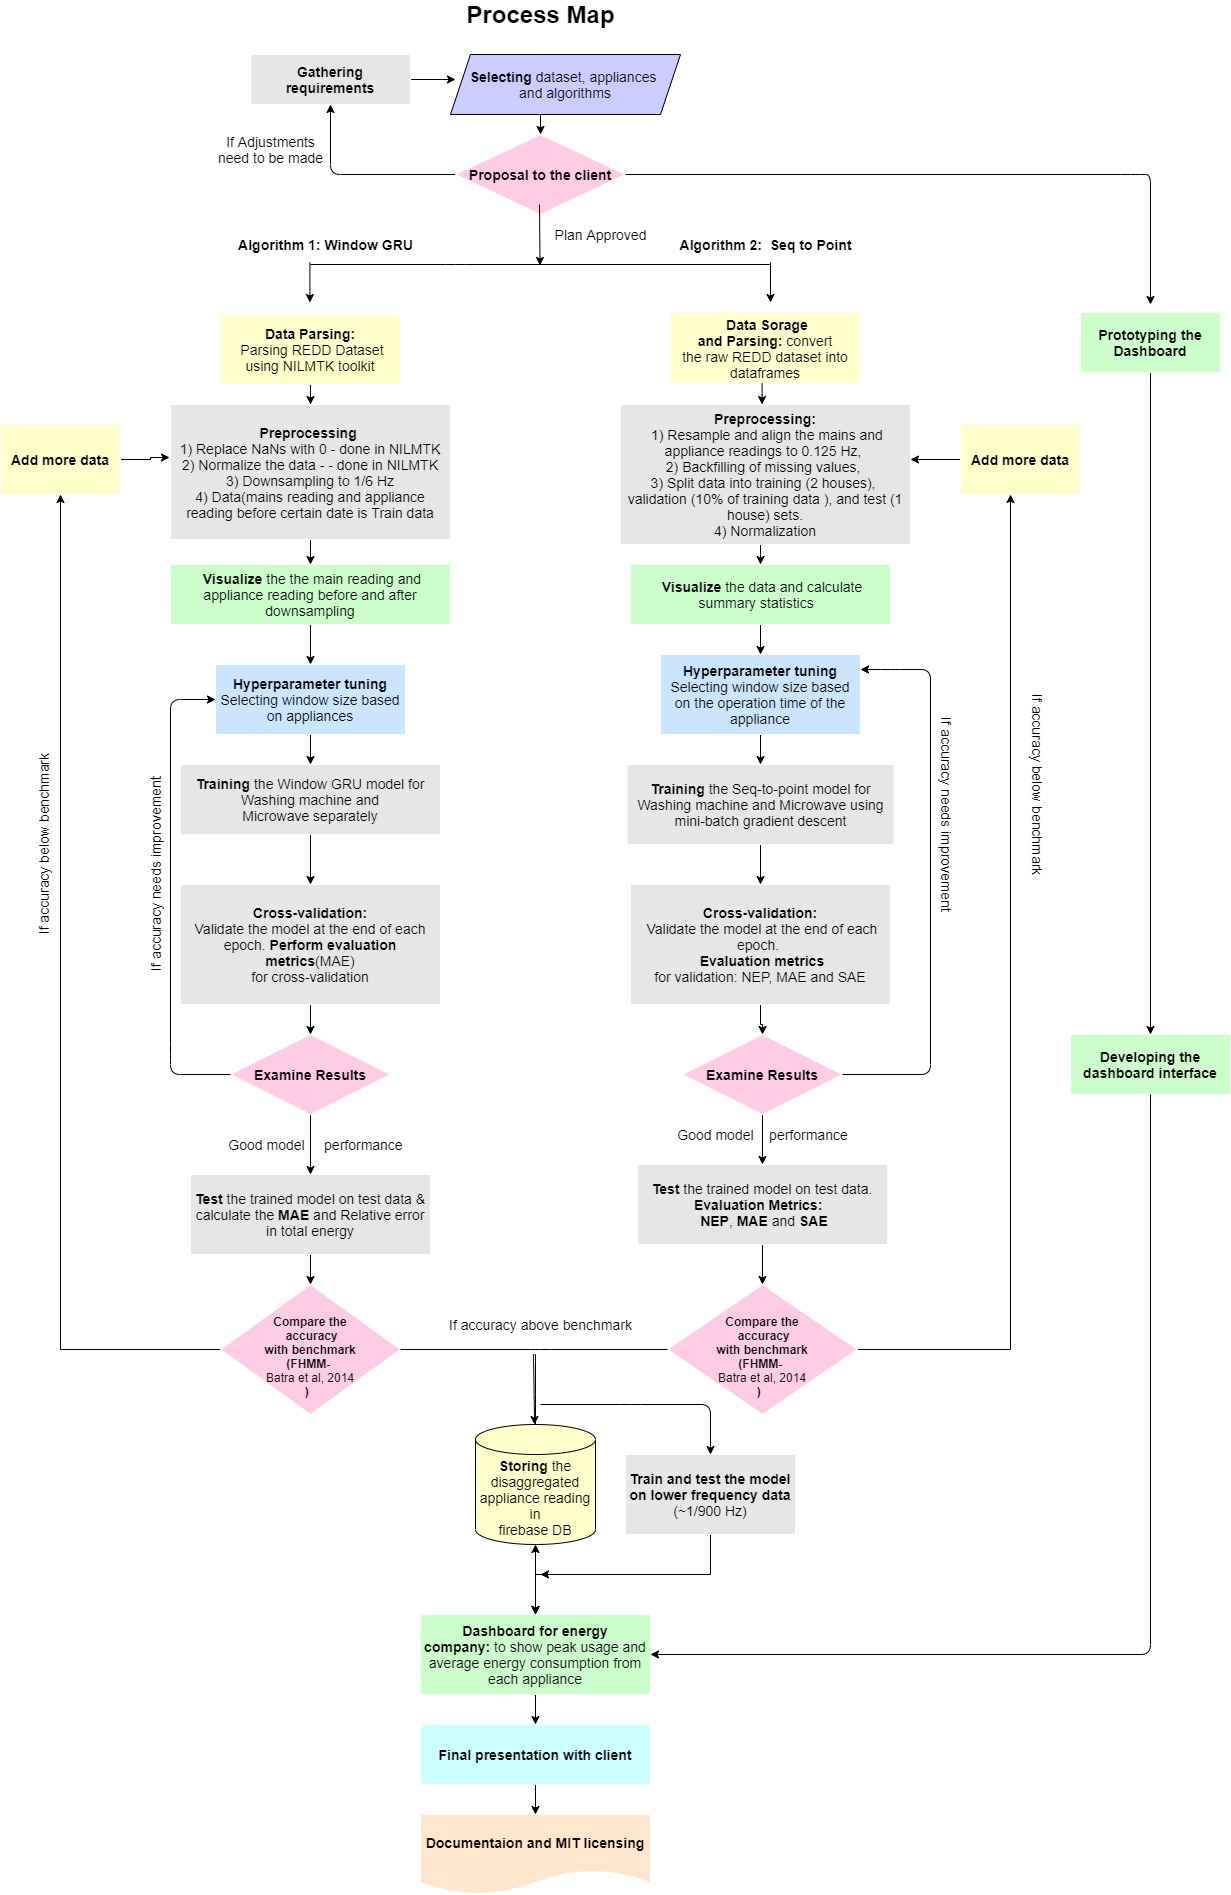 Process Map
Gathering
requirements
Selecting dataset, appliances
and algorithms
If Adjustments
need to be made
Proposal to the client
Plan Approved
Algorithm 1: Window GRU
Algorithm 2: Seq to Point
Data Parsing:
Parsing REDD Dataset
using NILMTK toolkit
Data Sorage
and Parsing: convert
the raw REDD dataset into
dataframes
Prototyping the
Dashboard
Add more data
Preprocessing
1) Replace NaNs with 0 - done in NILMTK
2) Normalize the data - - done in NILMTK
3) Downsampling to 1/6 Hz
4) Data(mains reading and appliance
reading before certain date is Train data
Preprocessing:
1) Resample and align the mains and
appliance readings to 0.125 Hz,
2) Backfilling of missing values,
3) Split data into training (2 houses),
validation (10% of training data ), and test (1
house) sets.
4) Normalization
Add more data
Visualize the the main reading and
appliance reading before and after
downsampling
Visualize the data and calculate
summary statistics
Hyperparameter tuning
Selecting window size based
on appliances
Hyperparameter tuning
Selecting window size based
on the operation time of the
appliance
If accuracy below benchmark
If accuracy needs improvement
Training the Window GRU model for
Washing machine and
Microwave separately
Training the Seq-to-point model for
Washing machine and Microwave using
mini-batch gradient descent
If accuracy needs improvement
If accuracy below benchmark
Cross-validation:
Validate the model at the end of each
epoch. Perform evaluation
metrics(MAE)
for cross-validation
Cross-validation:
Validate the model at the end of each
epoch.
Evaluation metrics
for validation: NEP, MAE and SAE
Examine Results
Examine Results
Developing the
dashboard interface
Good model performance
Good model performance
Test the trained model on test data &
calculate the MAE and Relative error
in total energy
Test the trained model on test data.
Evaluation Metrics:
NEP, MAE and SAE
Compare the
accuracy
with benchmark
(FHMM-
Batra et al, 2014
)
If accuracy above benchmark
Compare the
accuracy
with benchmark
(FHMM-
Batra et al, 2014
)
Storing the
disaggregated
appliance reading
in
firebase DB
Train and test the model
on lower frequency data
(~1/900 Hz)
Dashboard for energy
company: to show peak usage and
average energy consumption from
each appliance
Final presentation with client
Documentaion and MIT licensing